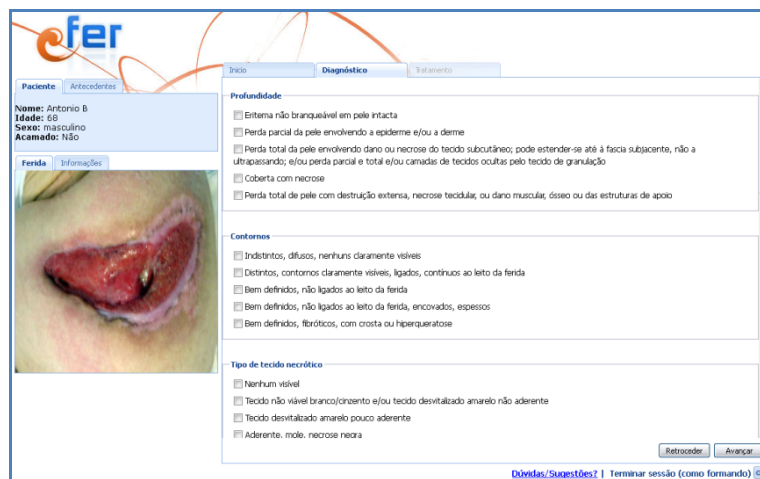 efer
Inicio Diagnóstico Tratamento
Paciente Antecedentes
Nome: Antonio B
Idade: 68
Sexo: masculino
Acamado: Não
Ferida Informações
Profundidade
Eritema não branqueável em pele intacta
Perda parcial da pele envolvendo a epiderme e/ou a derme
Perda total da pele envolvendo dano ou necrose do tecido subcutâneo; pode estender-se até à fascia subjacente, não a
ultrapassando; e/ou perda parcial e total e/ou camadas de tecidos ocultas pelo tecido de granulação
Coberta com necrose
Perda total de pele com destruição extensa, necrose tecidular, ou dano muscular, ósseo ou das estruturas de apoio
Contornos
Indistintos, difusos, nenhuns claramente visíveis
Distintos, contornos claramente visíveis, ligados, contínuos ao leito da ferida
Bem definidos, não ligados ao leito da ferida
Bem definidos, não ligados ao leito da ferida, encovados, espessos
Bem definidos, fibróticos, com crosta ou hiperqueratose
Tipo de tecido necrótico
Nenhum visível
Tecido não viável branco/cinzento e/ou tecido desvitalizado amarelo não aderente
Tecido desvitalizado amarelo pouco aderente
Aderente, mole, necrose negra
Retroceder Avançar
Dúvidas/Sugestões? | Terminar sessão (como formando)